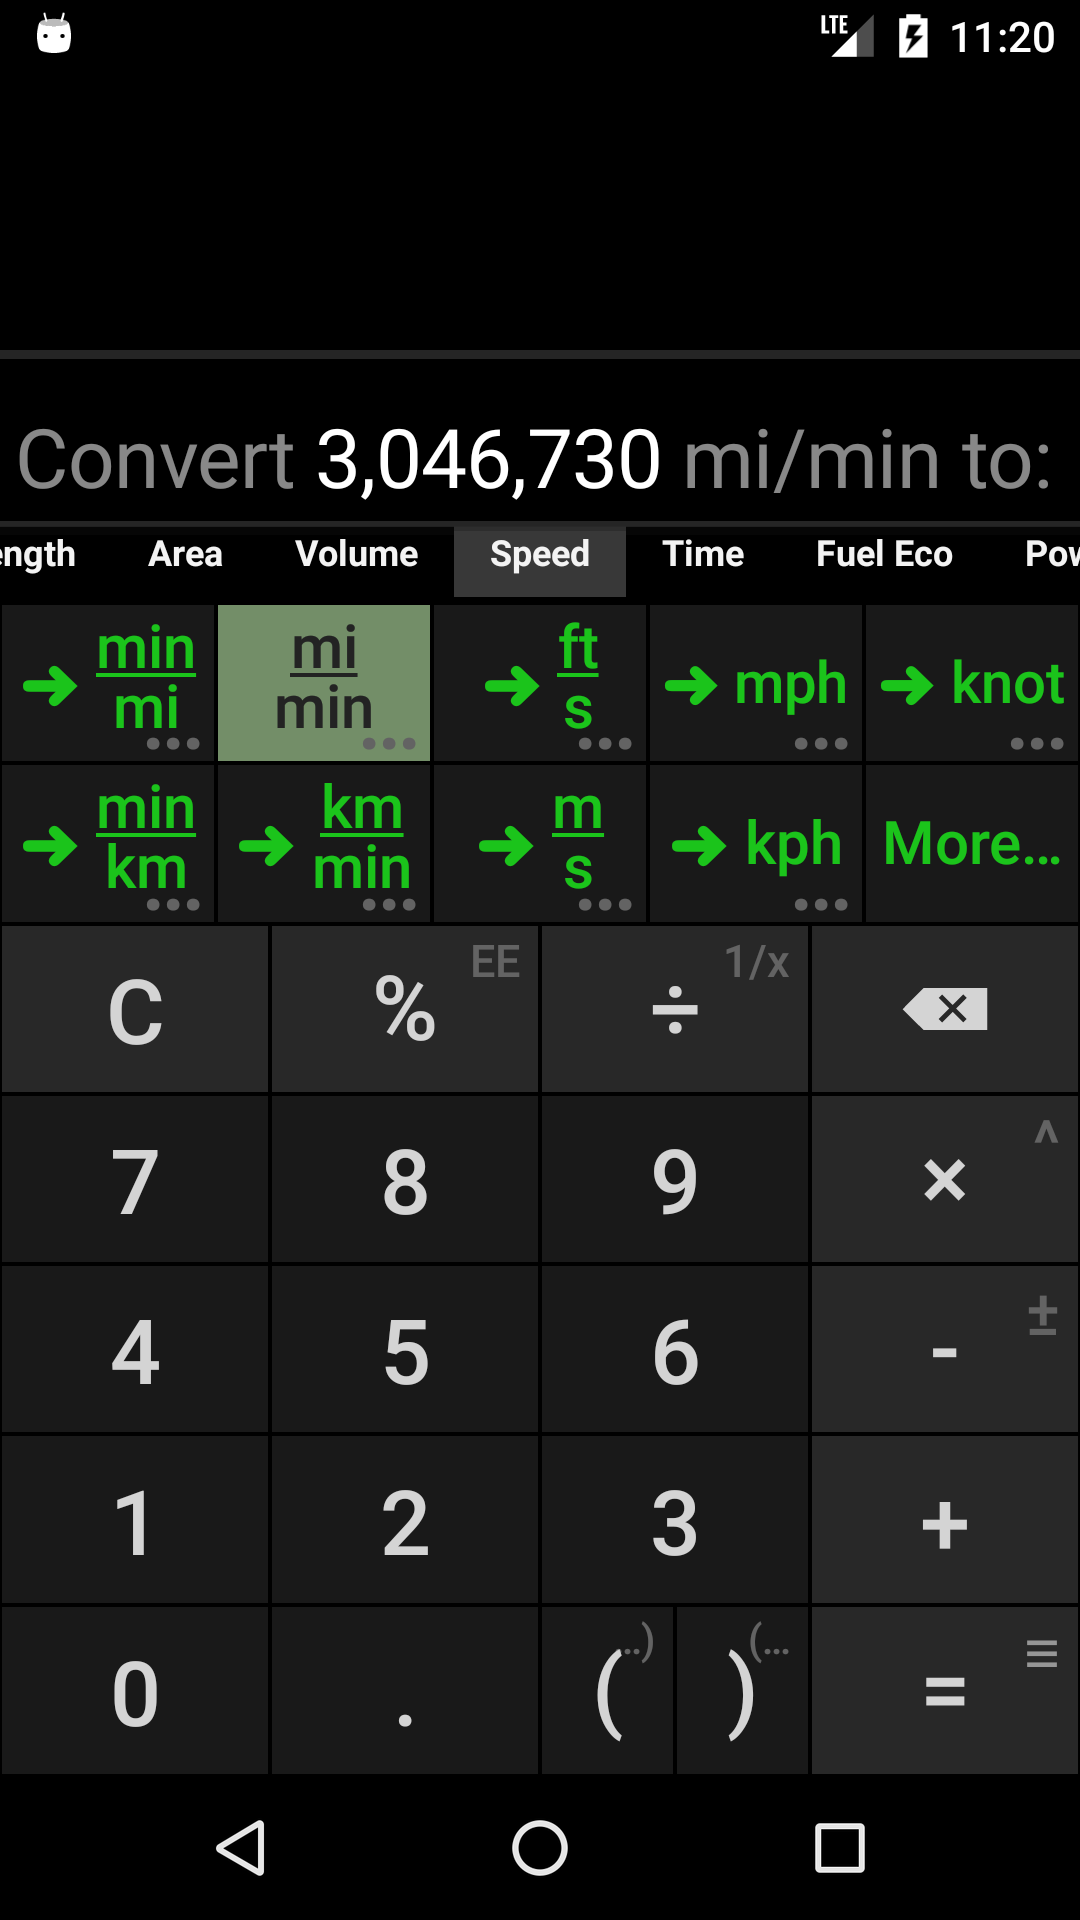 LTE 11:20
Convert 3,046,730 mi/min to:
ength Area Volume Speed Time Fuel Eco Pow
min/mi mi/min ft/s mph knot
min/km km/min m/s kph More...
C % EE ÷ 1/x
7 8 9 × ^
4 5 6 - ±
1 2 3 +
0 . ( ..) ) (... =